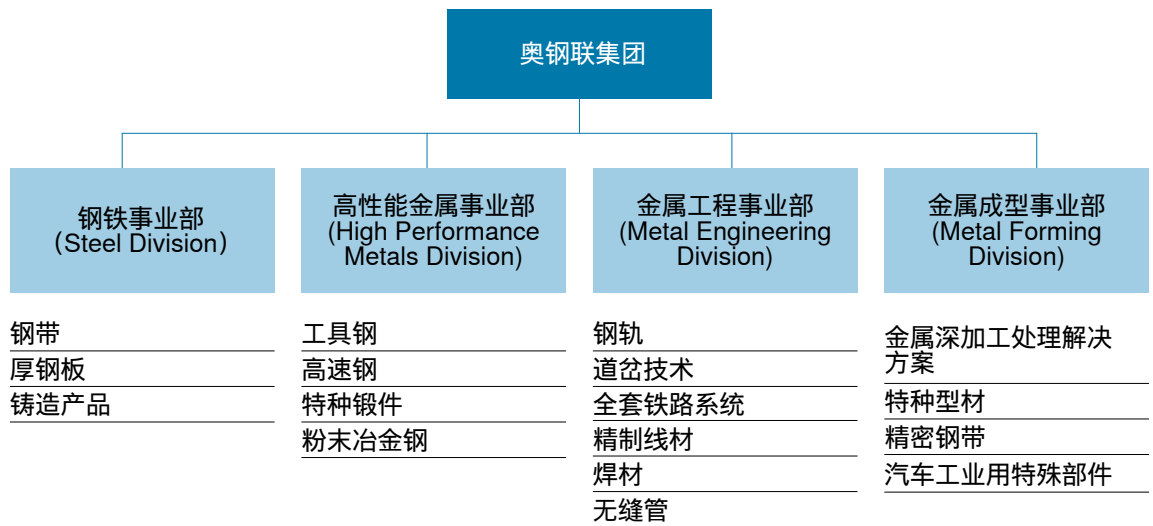 奥钢联集团
钢铁事业部
（Steel Division）
高性能金属事业部
(High Performance
Metals Division)
金属工程事业部
(Metal Engineering
Division)
金属成型事业部
(Metal Forming
Division)
钢带
厚钢板
铸造产品
工具钢
高速钢
特种锻件
粉末冶金钢
钢轨
道岔技术
全套铁路系统
精制线材
焊材
无缝管
金属深加工处理解决
方案
特种型材
精密钢带
汽车工业用特殊部件